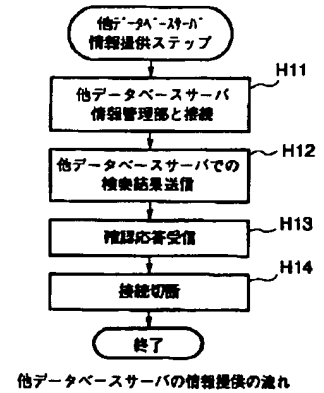 他ﾃﾞｰﾀﾍﾞｰｽｻｰﾊﾞ
情報提供ステップ
H11
他データベースサーバ
情報管理部と接続
H12
他データベースサーバでの
検索結果送信
H13
確認応答受信
H14
接続切断
終了
他データベースサーバの情報提供の流れ